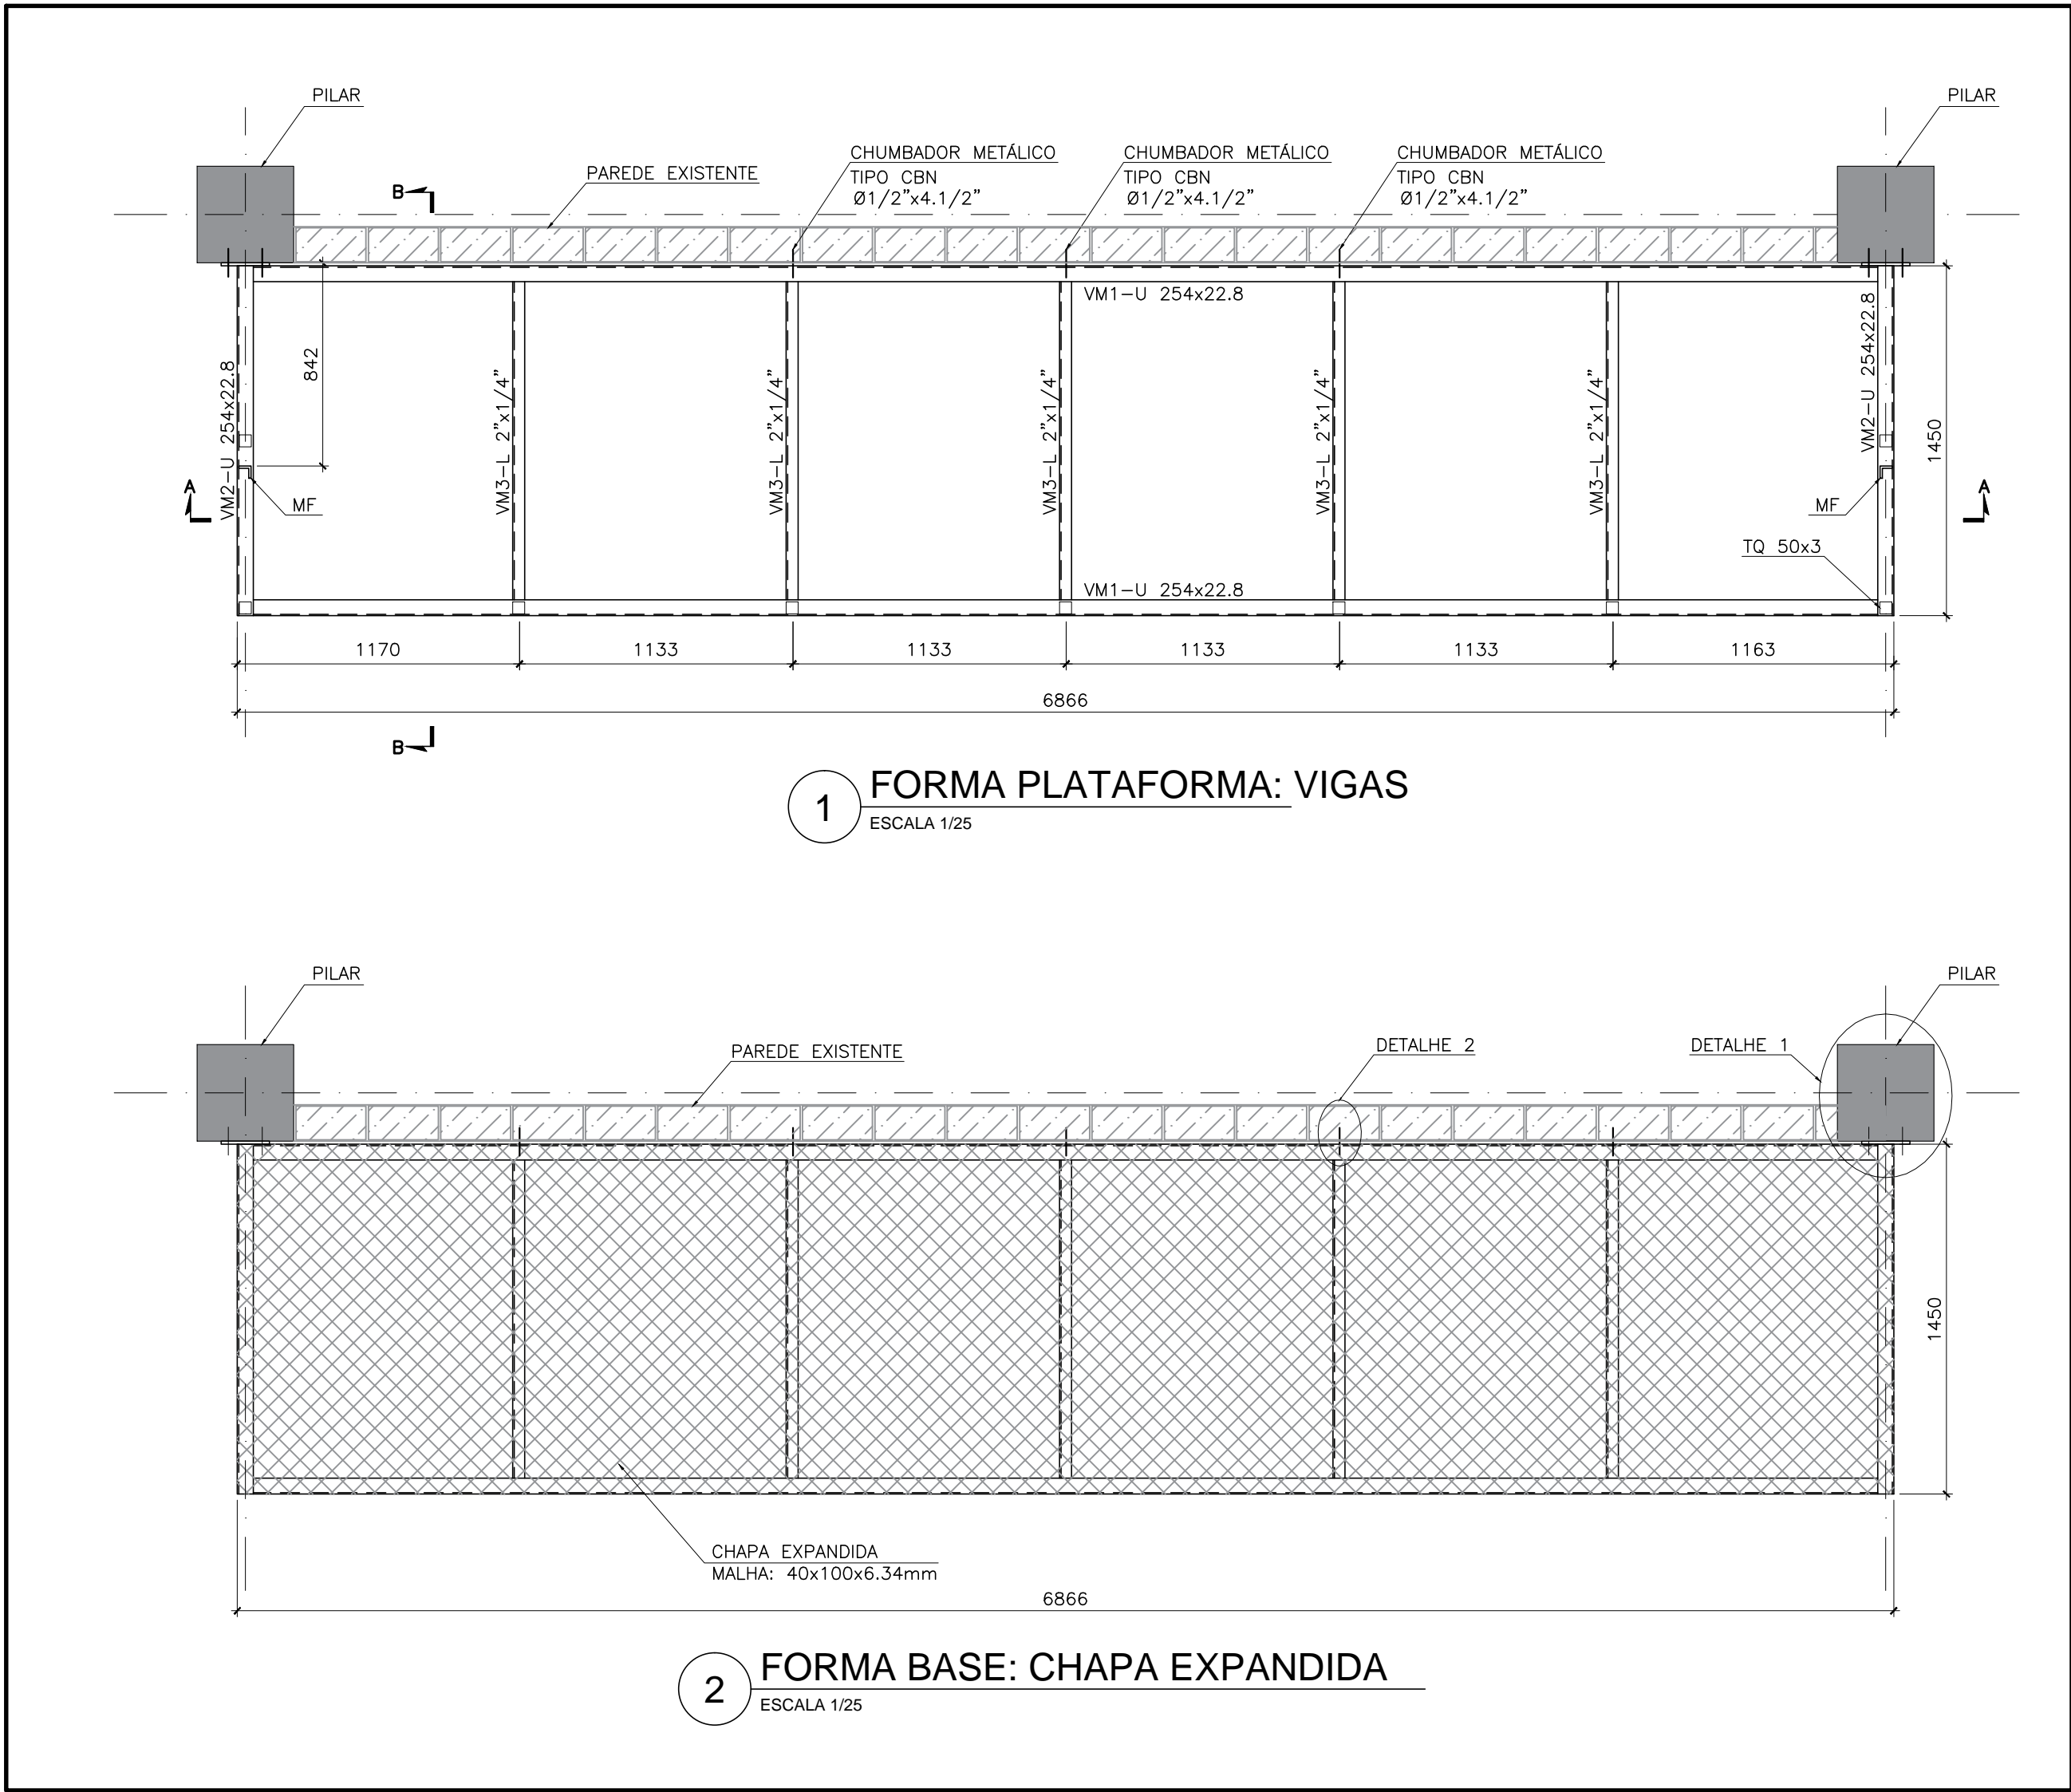 PILAR
PILAR
CHUMBADOR METÁLICO
TIPO CBN
Ø1/2"x4.1/2"
CHUMBADOR METÁLICO
TIPO CBN
Ø1/2"x4.1/2"
CHUMBADOR METÁLICO
TIPO CBN
Ø1/2"x4.1/2"
PAREDE EXISTENTE
B
VM1-U 254x22.8
842
VM2-U 254x22.8
VM3-L 2"x1/4"
VM3-L 2"x1/4"
VM3-L 2"x1/4"
VM3-L 2"x1/4"
VM3-L 2"x1/4"
VM2-U 254x22.8
1450
A
MF
MF
A
TQ 50x3
VM1-U 254x22.8
1170
1133
1133
1133
1133
1163
6866
B
1
FORMA PLATAFORMA: VIGAS
ESCALA 1/25
PILAR
PILAR
PAREDE EXISTENTE
DETALHE 2
DETALHE 1
1450
CHAPA EXPANDIDA
MALHA: 40x100x6.34mm
6866
2
FORMA BASE: CHAPA EXPANDIDA
ESCALA 1/25